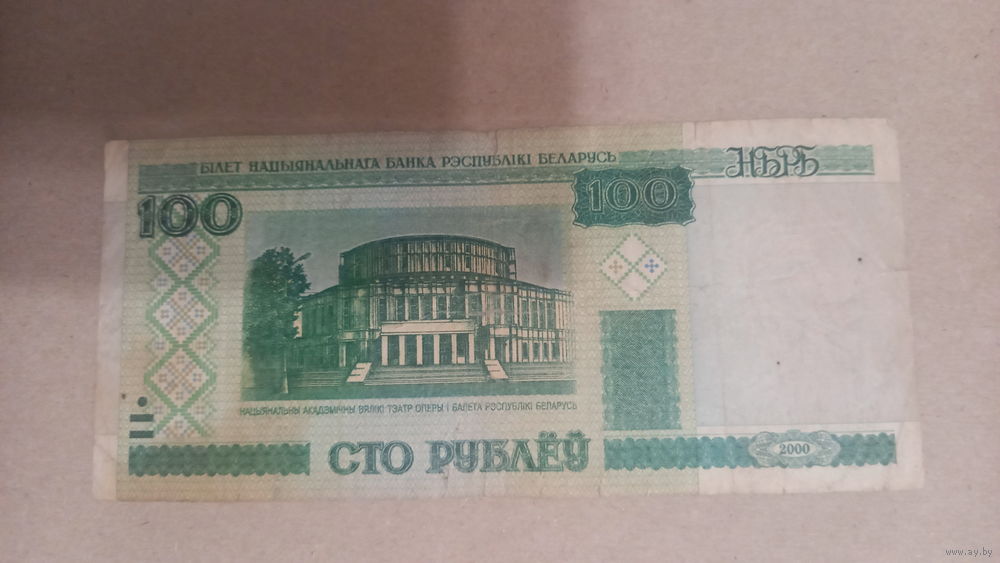 БІЛЕТ НАЦЫЯНАЛЬНАГА БАНКА РЭСПУБЛІКІ БЕЛАРУСЬ
НБРБ
100
100
НАЦЫЯНАЛЬНЫ АКАДЭМІЧНЫ ВЯЛІКІ ТЭАТР ОПЕРЫ І БАЛЕТА РЭСПУБЛІКІ БЕЛАРУСЬ
СТО РУБЛЁЎ
2000
www.ay.by